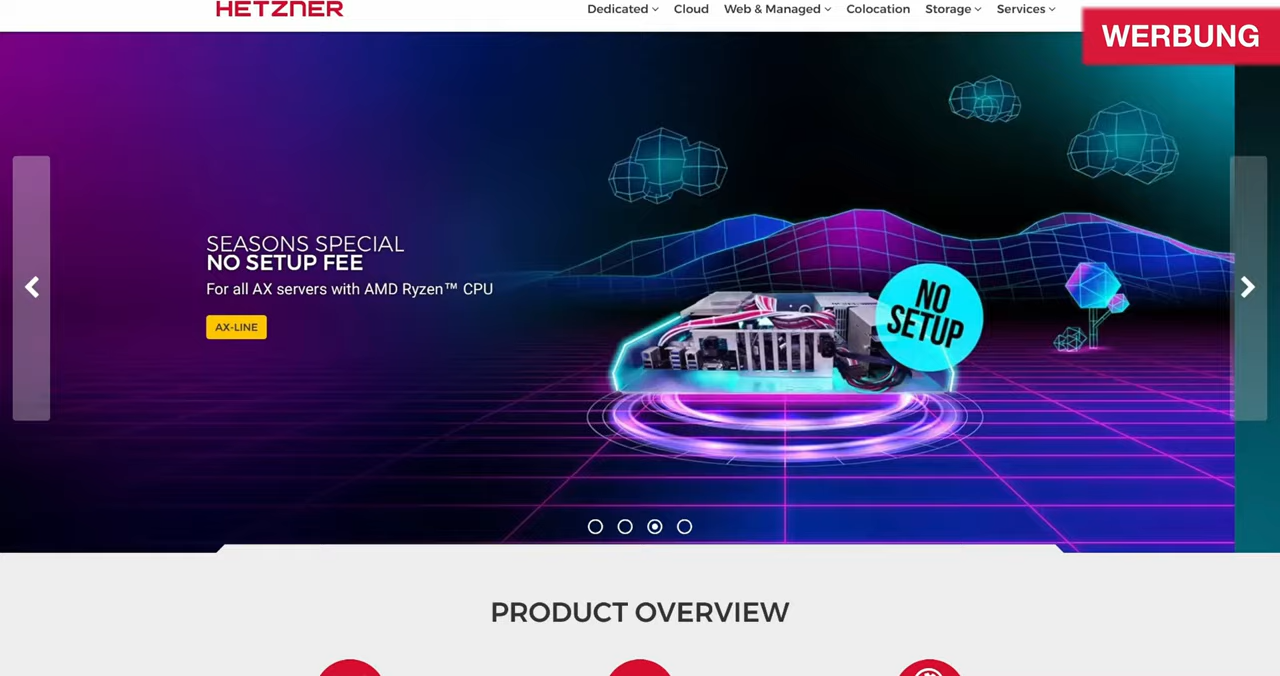 HETZNER
Dedicated Cloud Web & Managed Colocation Storage Services
WERBUNG
SEASONS SPECIAL
NO SETUP FEE
For all AX servers with AMD Ryzen™ CPU
AX-LINE
NO
SETUP
PRODUCT OVERVIEW